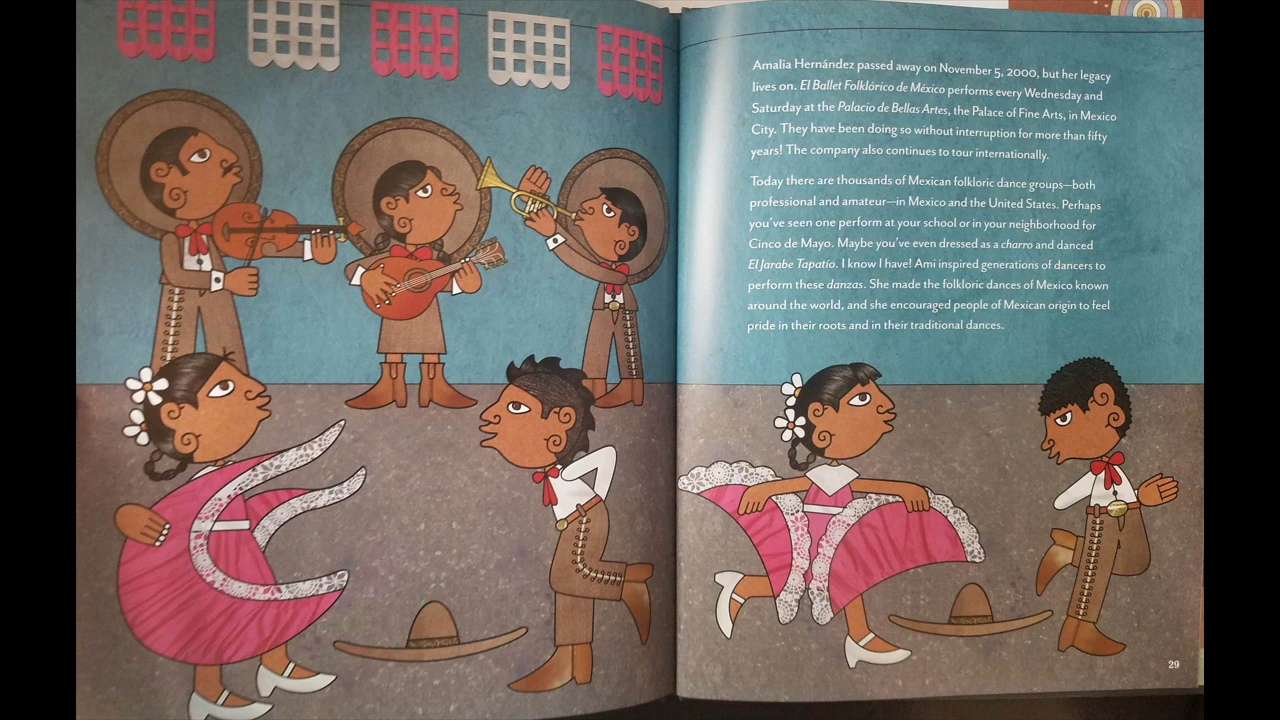 Amalia Hernández passed away on November 5, 2000, but her legacy
lives on. El Ballet Folklórico de México performs every Wednesday and
Saturday at the Palacio de Bellas Artes, the Palace of Fine Arts, in Mexico
City. They have been doing so without interruption for more than fifty
years! The company also continues to tour internationally.
Today there are thousands of Mexican folkloric dance groups—both
professional and amateur—in Mexico and the United States. Perhaps
you've seen one perform at your school or in your neighborhood for
Cinco de Mayo. Maybe you've even dressed as a charro and danced
El Jarabe Tapatío. I know I have! Ami inspired generations of dancers to
perform these danzas. She made the folkloric dances of Mexico known
around the world, and she encouraged people of Mexican origin to feel
pride in their roots and in their traditional dances.
29